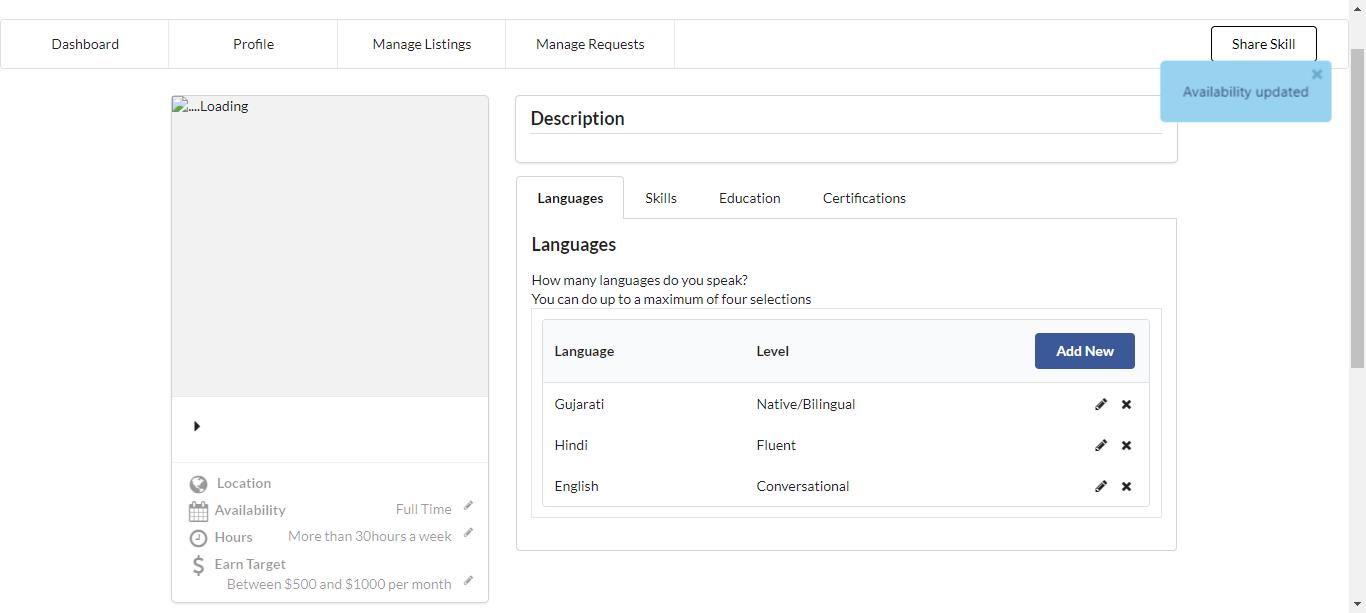 Dashboard Profile Manage Listings Manage Requests Share Skill
Availability updated
....Loading
Location
Availability Full Time
Hours More than 30hours a week
Earn Target
Between $500 and $1000 per month
Description
Languages Skills Education Certifications
Languages
How many languages do you speak?
You can do up to a maximum of four selections
Language Level Add New
Gujarati Native/Bilingual
Hindi Fluent
English Conversational